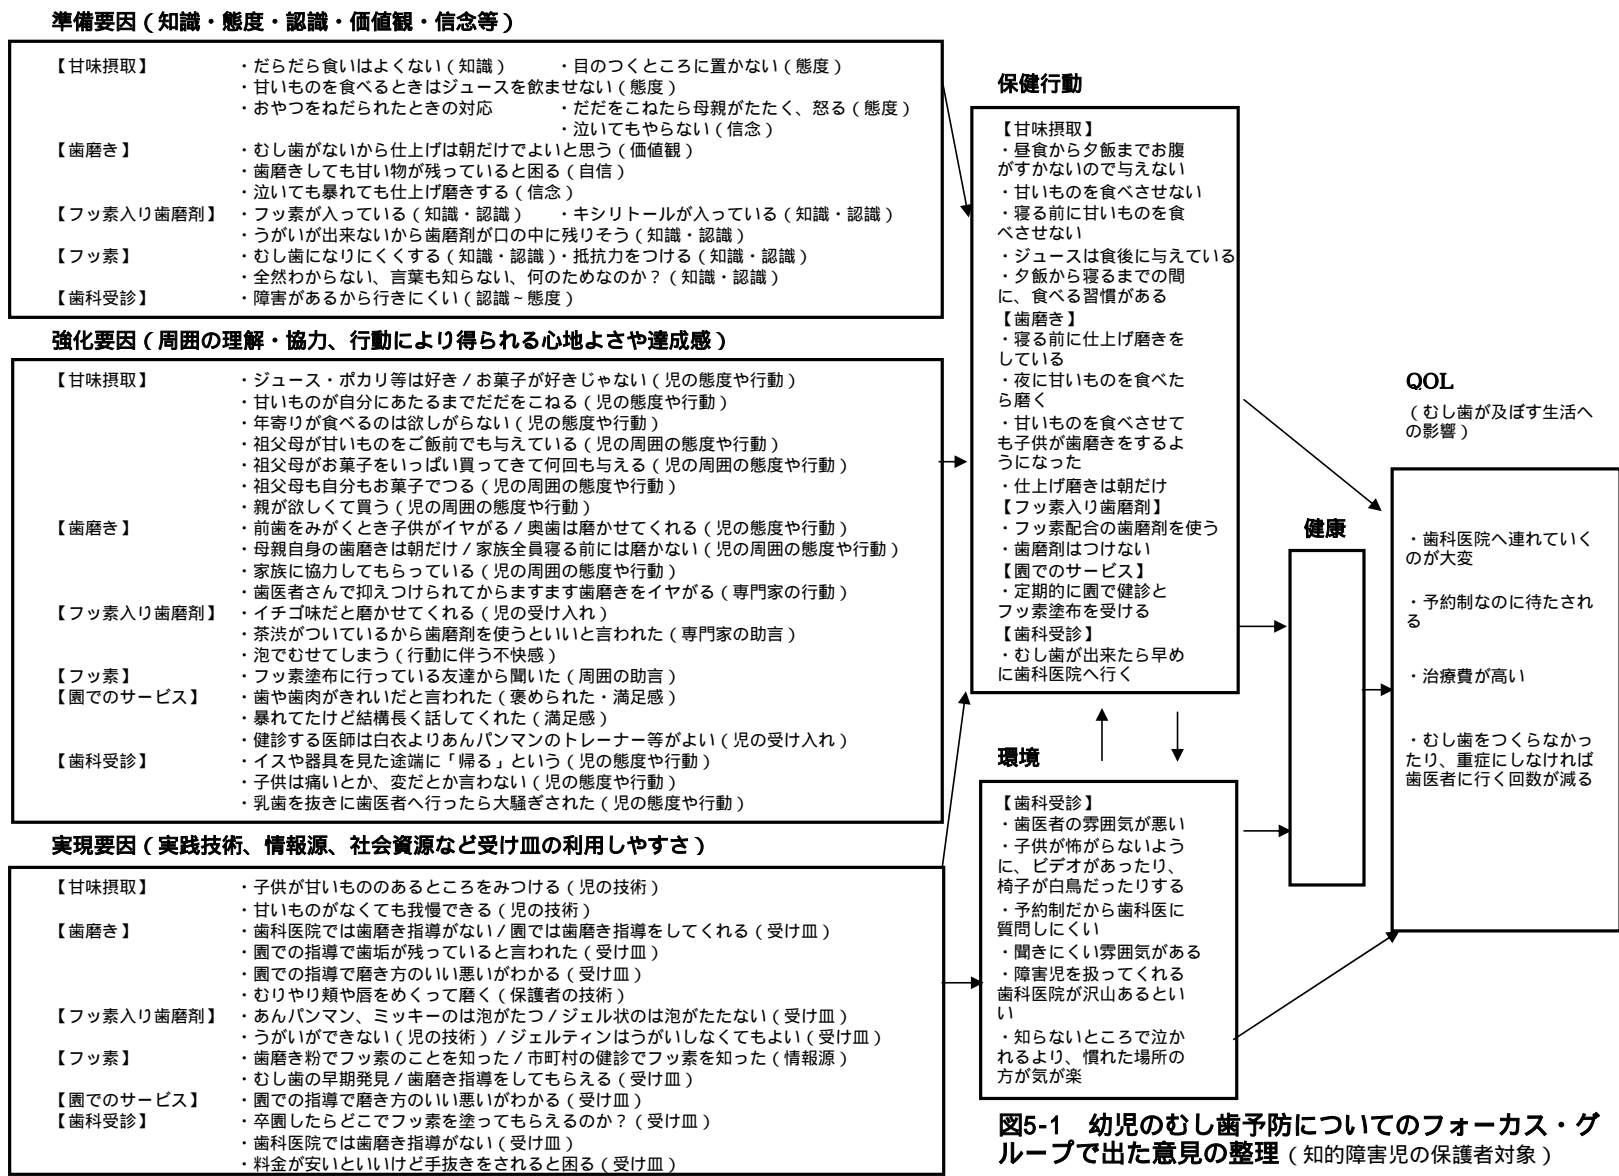 準備要因（知識・態度・認識・価値観・信念等）
【甘味摂取】 ・だらだら食いはよくない（知識） ・目のつくところに置かない（態度）
・甘いものを食べるときはジュースを飲ませない（態度）
・おやつをねだられたときの対応 ・だだをこねたら母親がたたく、怒る（態度）
・泣いてもやらない（信念）
【歯磨き】 ・むし歯がないから仕上げは朝だけでよいと思う（価値観）
・歯磨きしても甘い物が残っていると困る（自信）
・泣いても暴れても仕上げ磨きする（信念）
【フッ素入り歯磨剤】 ・フッ素が入っている（知識・認識） ・キシリトールが入っている（知識・認識）
・うがいが出来ないから歯磨剤が口の中に残りそう（知識・認識）
【フッ素】 ・むし歯になりにくくする（知識・認識）・抵抗力をつける（知識・認識）
・全然わからない、言葉も知らない、何のためなのか？（知識・認識）
【歯科受診】 ・障害があるから行きにくい（認識～態度）
強化要因（周囲の理解・協力、行動により得られる心地よさや達成感）
【甘味摂取】 ・ジュース・ポカリ等は好き／お菓子が好きじゃない（児の態度や行動）
・甘いものが自分にあたるまでだだをこねる（児の態度や行動）
・年寄りが食べるのは欲しがらない（児の態度や行動）
・祖父母が甘いものをご飯前でも与えている（児の周囲の態度や行動）
・祖父母がお菓子をいっぱい買ってきて何回も与える（児の周囲の態度や行動）
・祖父母も自分もお菓子でつる（児の周囲の態度や行動）
・親が欲しくて買う（児の周囲の態度や行動）
【歯磨き】 ・前歯をみがくとき子供がイヤがる／奥歯は磨かせてくれる（児の態度や行動）
・母親自身の歯磨きは朝だけ／家族全員寝る前には磨かない（児の周囲の態度や行動）
・家族に協力してもらっている（児の周囲の態度や行動）
・歯医者さんで抑えつけられてからますます歯磨きをイヤがる（専門家の行動）
【フッ素入り歯磨剤】 ・イチゴ味だと磨かせてくれる（児の受け入れ）
・茶渋がついているから歯磨剤を使うといいと言われた（専門家の助言）
・泡でむせてしまう（行動に伴う不快感）
【フッ素】 ・フッ素塗布に行っている友達から聞いた（周囲の助言）
【園でのサービス】 ・歯や歯肉がきれいだと言われた（褒められた・満足感）
・暴れてたけど結構長く話してくれた（満足感）
・健診する医師は白衣よりあんパンマンのトレーナー等がよい（児の受け入れ）
【歯科受診】 ・イスや器具を見た途端に「帰る」という（児の態度や行動）
・子供は痛いとか、変だとか言わない（児の態度や行動）
・乳歯を抜きに歯医者へ行ったら大騒ぎされた（児の態度や行動）
実現要因（実践技術、情報源、社会資源など受け皿の利用しやすさ）
【甘味摂取】 ・子供が甘いもののあるところをみつける（児の技術）
・甘いものがなくても我慢できる（児の技術）
【歯磨き】 ・歯科医院では歯磨き指導がない／園では歯磨き指導をしてくれる（受け皿）
・園での指導で歯垢が残っていると言われた（受け皿）
・園での指導で磨き方のいい悪いがわかる（受け皿）
・むりやり頬や唇をめくって磨く（保護者の技術）
【フッ素入り歯磨剤】 ・あんパンマン、ミッキーのは泡がたつ／ジェル状のは泡がたたない（受け皿）
・うがいができない（児の技術）／ジェルティンはうがいしなくてもよい（受け皿）
【フッ素】 ・歯磨き粉でフッ素のことを知った／市町村の健診でフッ素を知った（情報源）
・むし歯の早期発見／歯磨き指導をしてもらえる（受け皿）
【園でのサービス】 ・園での指導で磨き方のいい悪いがわかる（受け皿）
【歯科受診】 ・卒園したらどこでフッ素を塗ってもらえるのか？（受け皿）
・歯科医院では歯磨き指導がない（受け皿）
・料金が安いといいけど手抜きをされると困る（受け皿）
保健行動
【甘味摂取】
・昼食から夕飯までお腹
がすかないので与えない
・甘いものを食べさせない
・寝る前に甘いものを食
べさせない
・ジュースは食後に与えている
・夕飯から寝るまでの間
に、食べる習慣がある
【歯磨き】
・寝る前に仕上げ磨きを
している
・夜に甘いものを食べた
ら磨く
・甘いものを食べさせて
も子供が歯磨きをするよ
うになった
・仕上げ磨きは朝だけ
【フッ素入り歯磨剤】
・フッ素配合の歯磨剤を使う
・歯磨剤はつけない
【園でのサービス】
・定期的に園で健診と
フッ素塗布を受ける
【歯科受診】
・むし歯が出来たら早め
に歯科医院へ行く
環境
【歯科受診】
・歯医者の雰囲気が悪い
・子供が怖がらないよう
に、ビデオがあったり、
椅子が白鳥だったりする
・予約制だから歯科医に
質問しにくい
・聞きにくい雰囲気がある
・障害児を扱ってくれる
歯科医院が沢山あるとい
い
・知らないところで泣か
れるより、慣れた場所の
方が気が楽
健康
QOL
（むし歯が及ぼす生活へ
の影響）
・歯科医院へ連れていく
のが大変
・予約制なのに待たされ
る
・治療費が高い
・むし歯をつくらなかっ
たり、重症にしなければ
歯医者に行く回数が減る
図5-1 幼児のむし歯予防についてのフォーカス・グ
ループで出た意見の整理（知的障害児の保護者対象）